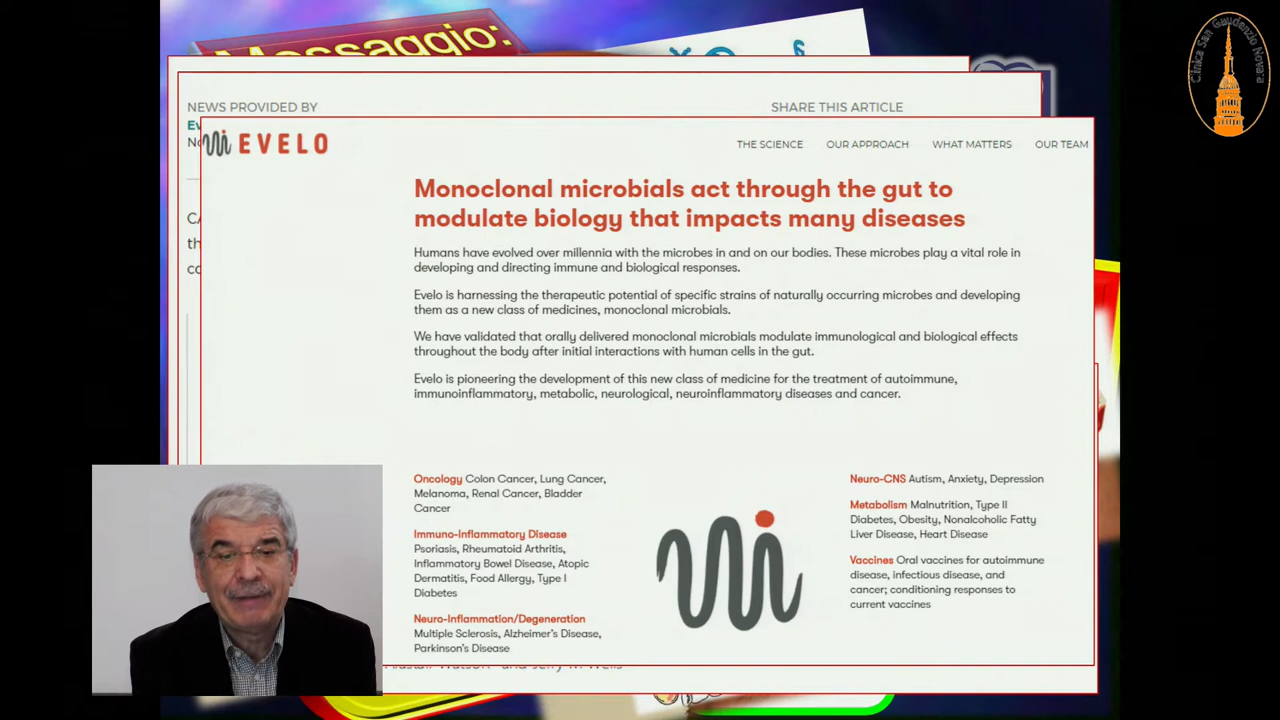 Messaggio:
Clinica San Gaudenzio Novara
NEWS PROVIDED BY
SHARE THIS ARTICLE
EVELO
THE SCIENCE OUR APPROACH WHAT MATTERS OUR TEAM
Monoclonal microbials act through the gut to
modulate biology that impacts many diseases
Humans have evolved over millennia with the microbes in and on our bodies. These microbes play a vital role in
developing and directing immune and biological responses.
Evelo is harnessing the therapeutic potential of specific strains of naturally occurring microbes and developing
them as a new class of medicines, monoclonal microbials.
We have validated that orally delivered monoclonal microbials modulate immunological and biological effects
throughout the body after initial interactions with human cells in the gut.
Evelo is pioneering the development of this new class of medicine for the treatment of autoimmune,
immunoinflammatory, metabolic, neurological, neuroinflammatory diseases and cancer.
Oncology Colon Cancer, Lung Cancer,
Melanoma, Renal Cancer, Bladder
Cancer
Immuno-Inflammatory Disease
Psoriasis, Rheumatoid Arthritis,
Inflammatory Bowel Disease, Atopic
Dermatitis, Food Allergy, Type I
Diabetes
Neuro-Inflammation/Degeneration
Multiple Sclerosis, Alzheimer's Disease,
Parkinson's Disease
Neuro-CNS Autism, Anxiety, Depression
Metabolism Malnutrition, Type II
Diabetes, Obesity, Nonalcoholic Fatty
Liver Disease, Heart Disease
Vaccines Oral vaccines for autoimmune
disease, infectious disease, and
cancer; conditioning responses to
current vaccines